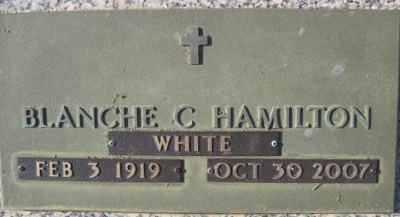 BLANCHE C HAMILTON
WHITE
FEB 3 1919 OCT 30 2007